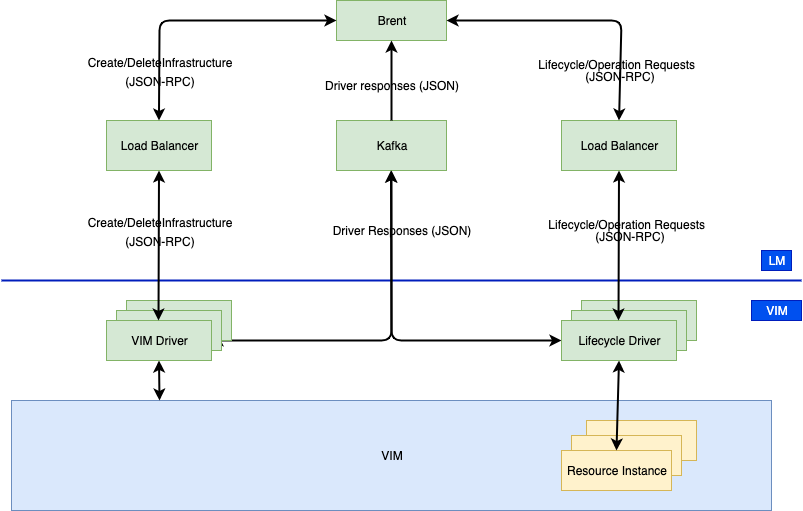 Brent
Create/DeleteInfrastructure
(JSON-RPC)
Driver responses (JSON)
Lifecycle/Operation Requests
(JSON-RPC)
Load Balancer
Kafka
Load Balancer
Create/DeleteInfrastructure
(JSON-RPC)
Driver Responses (JSON)
Lifecycle/Operation Requests
(JSON-RPC)
LM
VIM
VIM Driver
Lifecycle Driver
VIM
Resource Instance